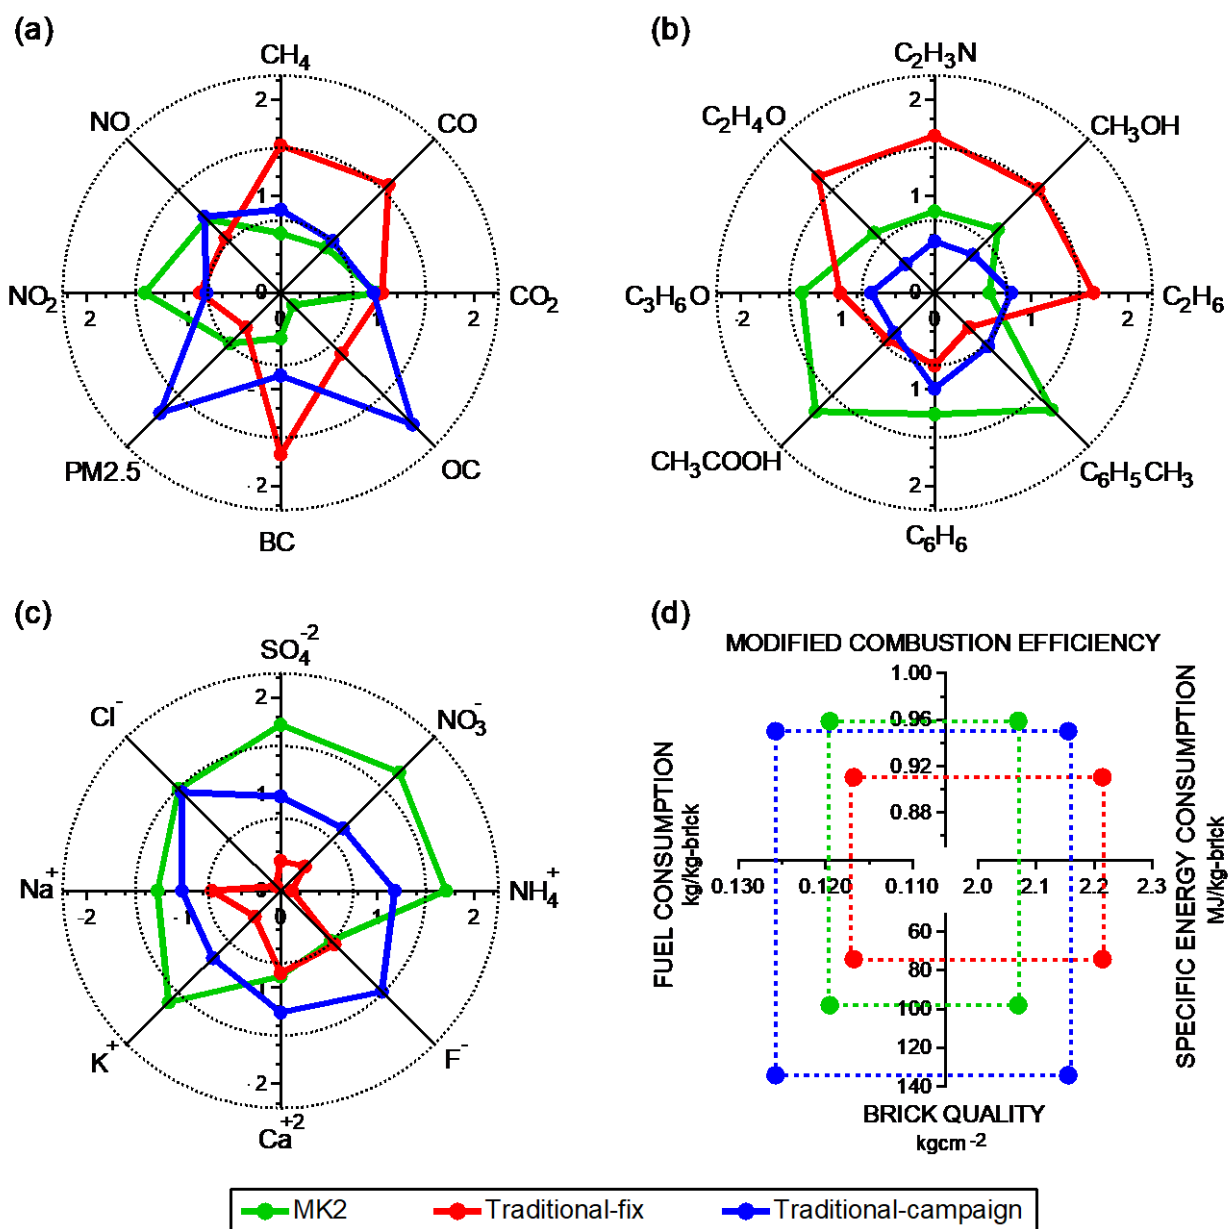 (a)
CH₄
NO
CO
2
1
NO₂
2
1
0
0
1
2
CO₂
1
2
PM2.5
OC
BC
(b)
C₂H₃N
C₂H₄O
CH₃OH
2
1
C₃H₆O
2
1
0
0
1
2
C₂H₆
1
2
CH₃COOH
C₆H₅CH₃
C₆H₆
(c)
SO₄⁻²
Cl⁻
NO₃⁻
2
1
Na⁺
-2
1
0
0
1
2
NH₄⁺
2
K⁺
F⁻
Ca⁺²
(d)
MODIFIED COMBUSTION EFFICIENCY
1.00
0.96
0.92
0.88
FUEL CONSUMPTION
kg/kg-brick
0.130
0.120
0.110
2.0
2.1
2.2
2.3
SPECIFIC ENERGY CONSUMPTION
MJ/kg-brick
60
80
100
120
140
BRICK QUALITY
kgcm⁻²
MK2
Traditional-fix
Traditional-campaign